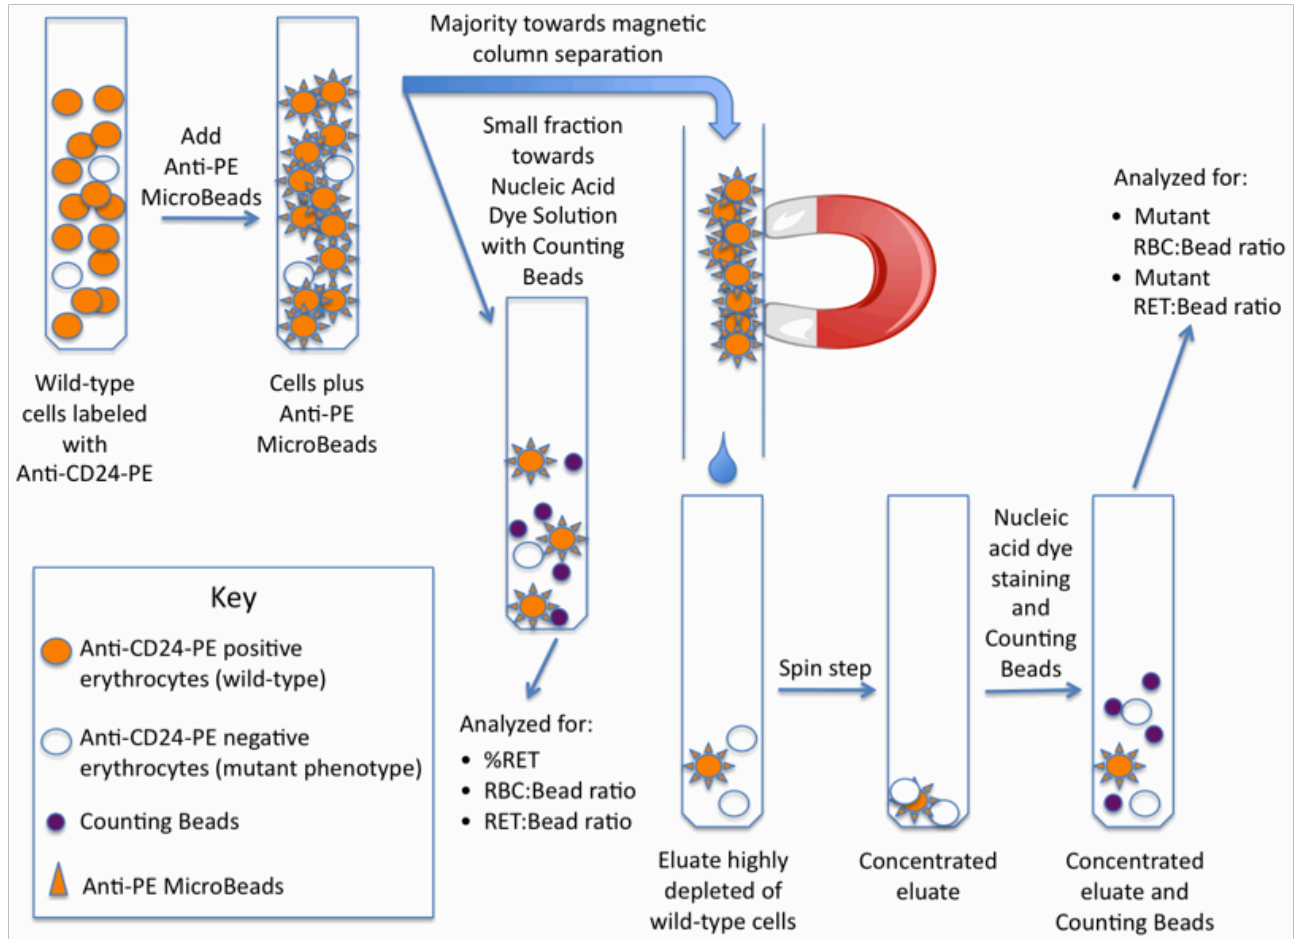 Majority towards magnetic
column separation
Add
Anti-PE
MicroBeads
Small fraction
towards
Nucleic Acid
Dye Solution
with Counting
Beads
Analyzed for:
• Mutant
RBC:Bead ratio
• Mutant
RET:Bead ratio
Wild-type
cells labeled
with
Anti-CD24-PE
Cells plus
Anti-PE
MicroBeads
Key
Anti-CD24-PE positive
erythrocytes (wild-type)
Anti-CD24-PE negative
erythrocytes (mutant phenotype)
Counting Beads
Anti-PE MicroBeads
Analyzed for:
• %RET
• RBC:Bead ratio
• RET:Bead ratio
Spin step
Nucleic
acid dye
staining
and
Counting
Beads
Eluate highly
depleted of
wild-type cells
Concentrated
eluate
Concentrated
eluate and
Counting Beads